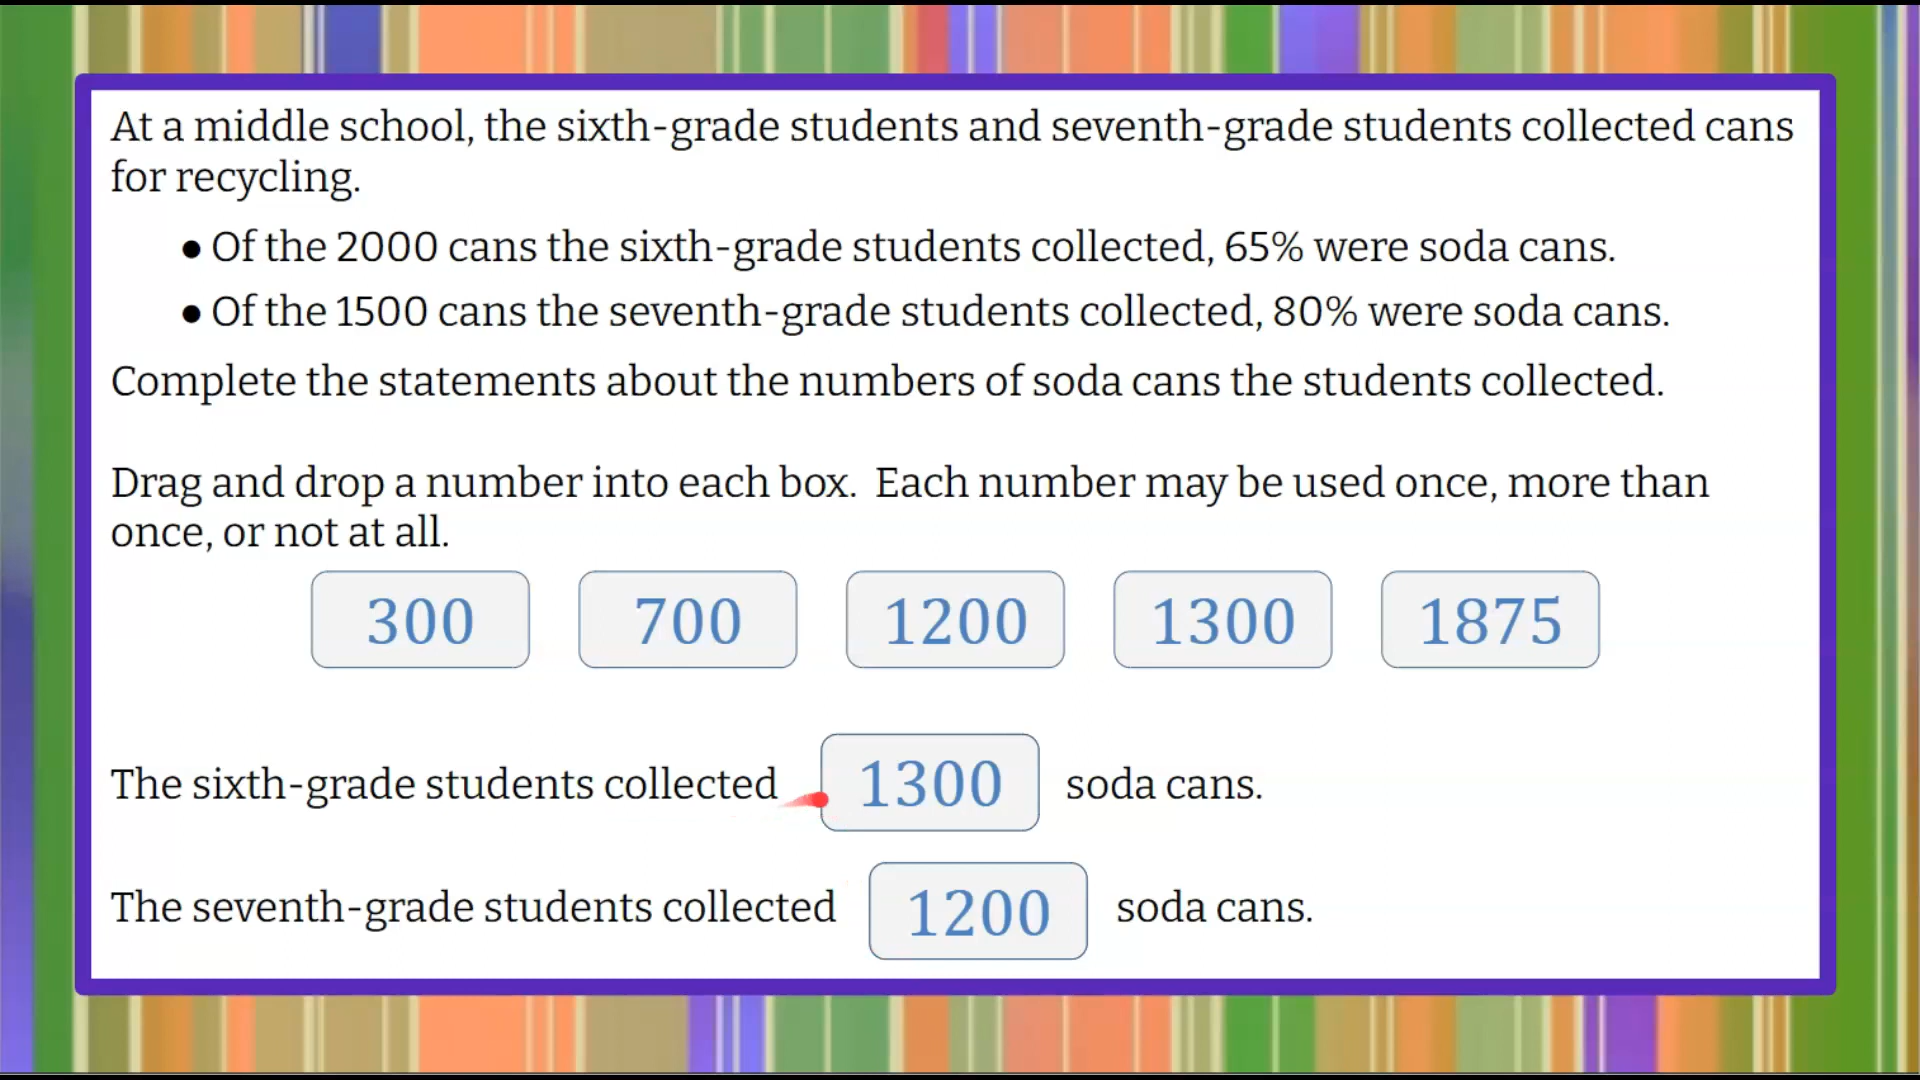 At a middle school, the sixth-grade students and seventh-grade students collected cans
for recycling.
● Of the 2000 cans the sixth-grade students collected, 65% were soda cans.
● Of the 1500 cans the seventh-grade students collected, 80% were soda cans.
Complete the statements about the numbers of soda cans the students collected.
Drag and drop a number into each box. Each number may be used once, more than
once, or not at all.
300 700 1200 1300 1875
The sixth-grade students collected 1300 soda cans.
The seventh-grade students collected 1200 soda cans.